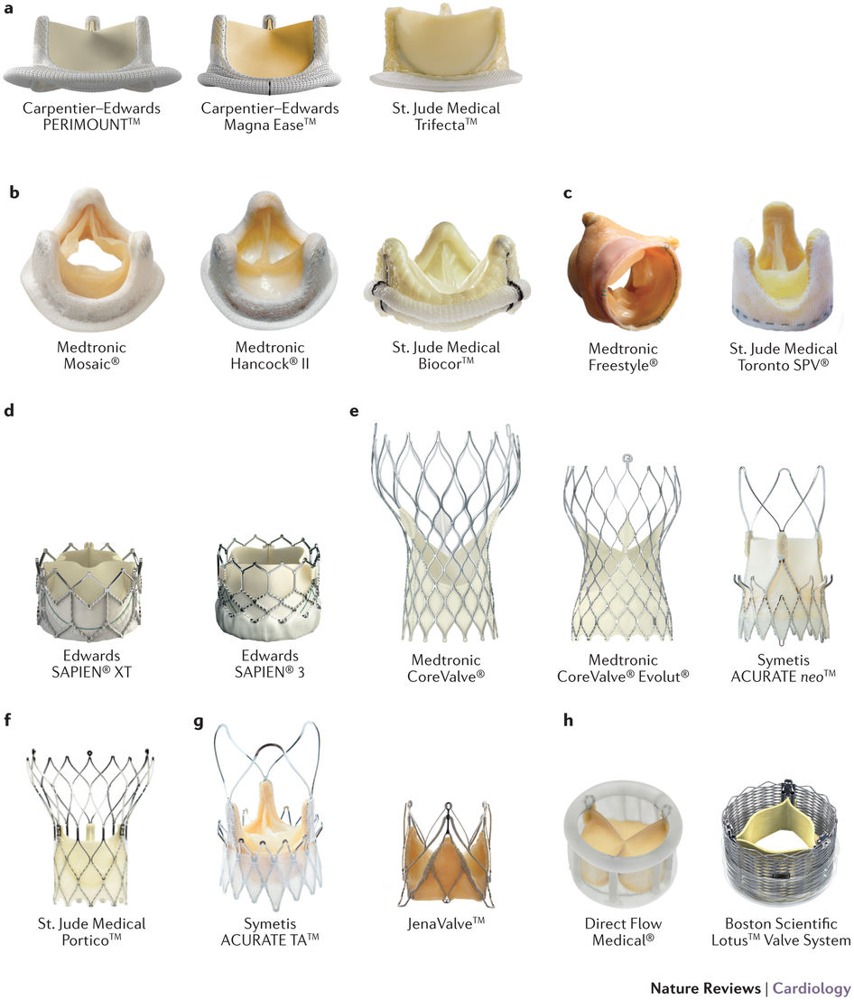 a
Carpentier–Edwards
PERIMOUNT™
Carpentier–Edwards
Magna Ease™
St. Jude Medical
Trifecta™
b
c
Medtronic
Mosaic®
Medtronic
Hancock® II
St. Jude Medical
Biocor™
Medtronic
Freestyle®
St. Jude Medical
Toronto SPV®
d
e
Edwards
SAPIEN® XT
Edwards
SAPIEN® 3
Medtronic
CoreValve®
Medtronic
CoreValve® Evolut®
Symetis
ACURATE neo™
f
g
h
St. Jude Medical
Portico™
Symetis
ACURATE TA™
JenaValve™
Direct Flow
Medical®
Boston Scientific
Lotus™ Valve System
Nature Reviews | Cardiology